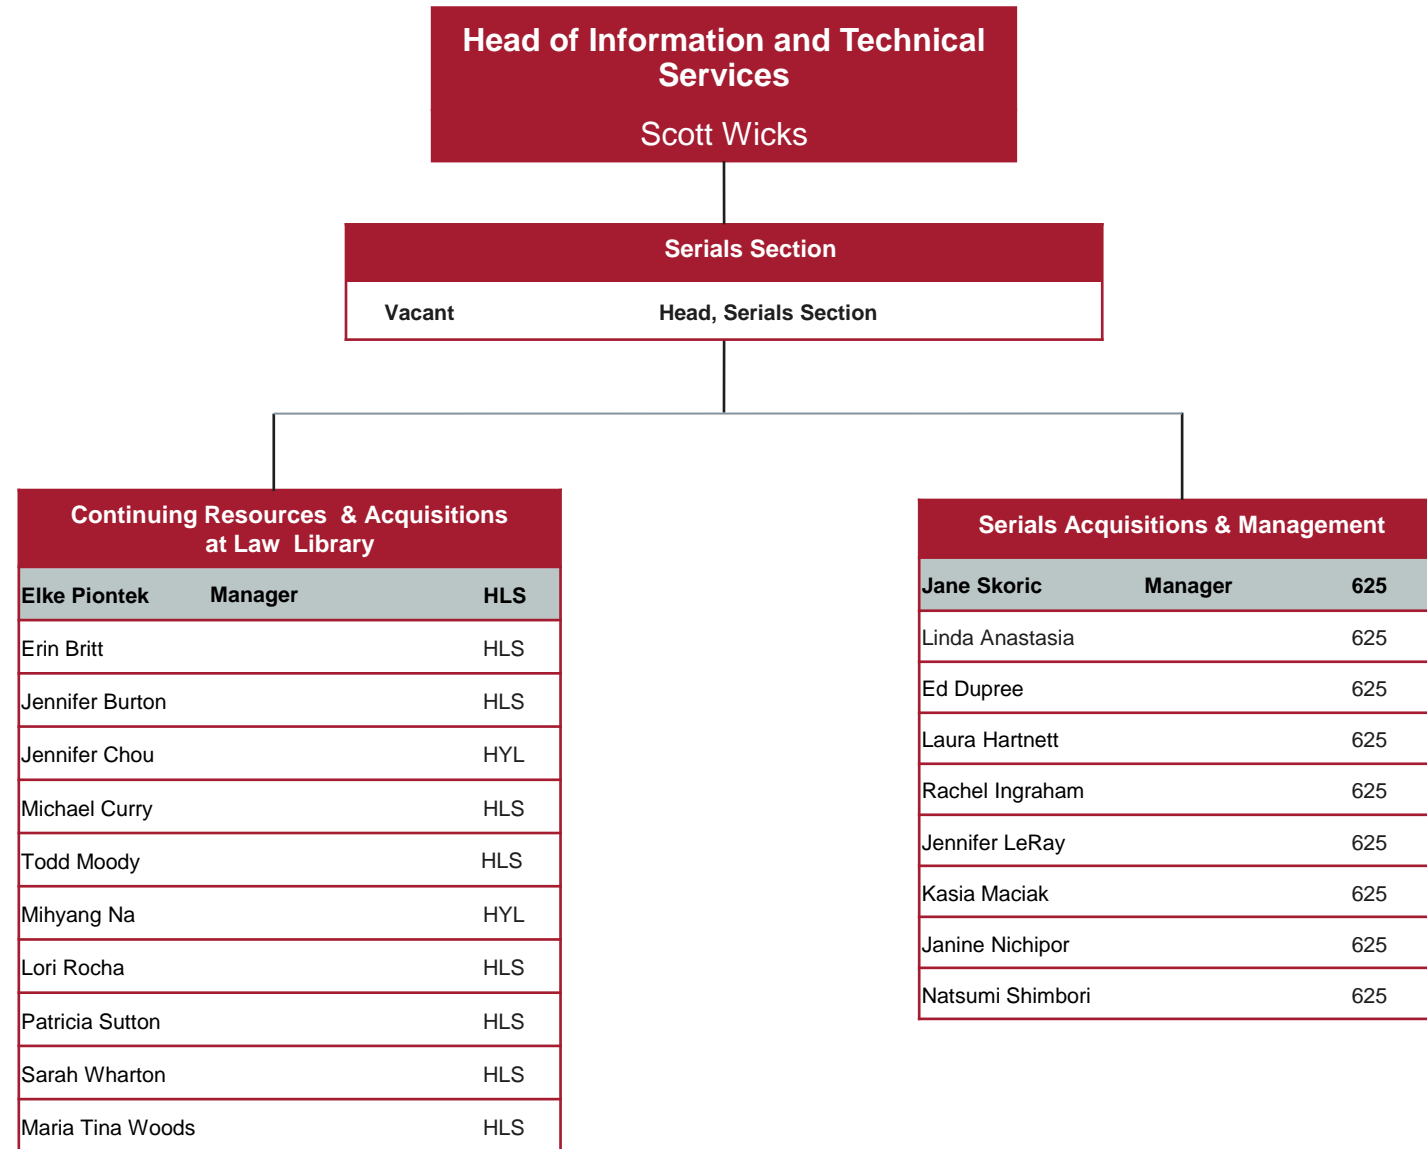 Head of Information and Technical
Services
Scott Wicks
Serials Section
Vacant Head, Serials Section
Continuing Resources & Acquisitions
at Law Library
Elke Piontek Manager HLS
Erin Britt HLS
Jennifer Burton HLS
Jennifer Chou HYL
Michael Curry HLS
Todd Moody HLS
Mihyang Na HYL
Lori Rocha HLS
Patricia Sutton HLS
Sarah Wharton HLS
Maria Tina Woods HLS
Serials Acquisitions & Management
Jane Skoric Manager 625
Linda Anastasia 625
Ed Dupree 625
Laura Hartnett 625
Rachel Ingraham 625
Jennifer LeRay 625
Kasia Maciak 625
Janine Nichipor 625
Natsumi Shimbori 625